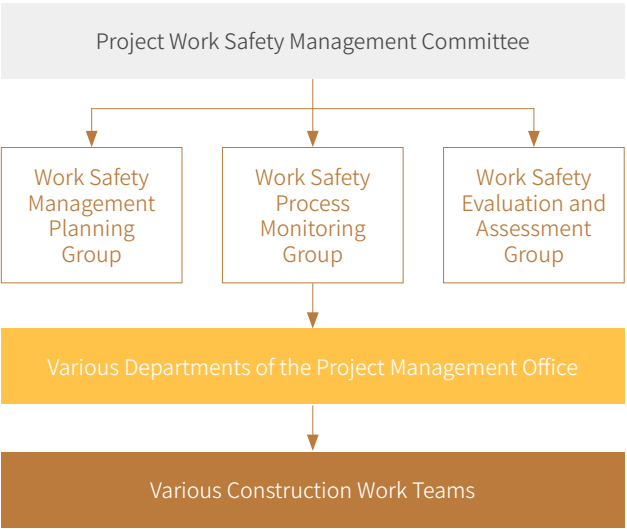 Project Work Safety Management Committee
Work Safety
Management
Planning
Group
Work Safety
Process
Monitoring
Group
Work Safety
Evaluation and
Assessment
Group
Various Departments of the Project Management Office
Various Construction Work Teams